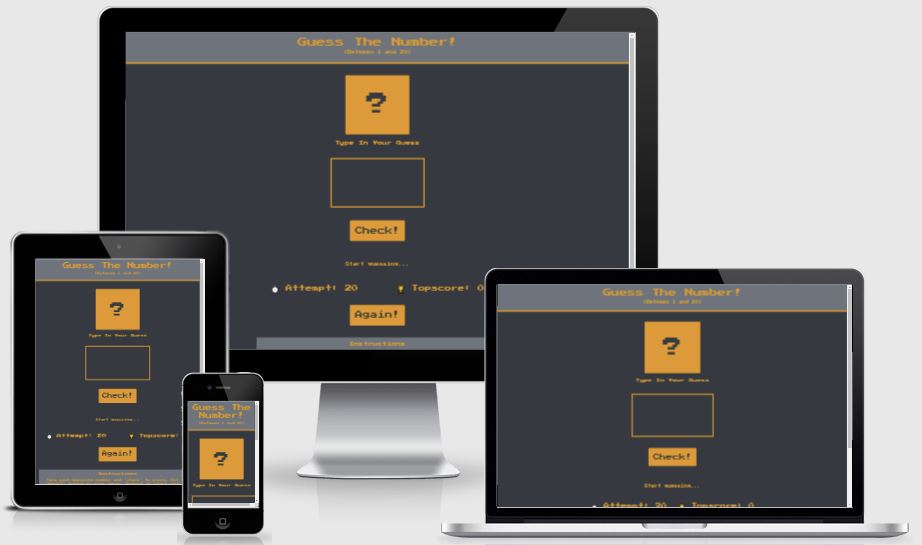 Guess The Number!
(Between 1 and 20)
?
Type In Your Guess
Check!
Start guessing...
Attempt: 20
Topscore: 0
Again!
Instructions
Guess The Number!
(Between 1 and 20)
?
Type In Your Guess
Check!
Start guessing...
Attempt: 20
Topscore:
Again!
Instructions
Guess The
Number!
(Between 1 and 20)
?
Type In Your Guess
Guess The Number!
(Between 1 and 20)
?
Type In Your Guess
Check!
Start guessing...
Attempt: 20
Topscore: 0